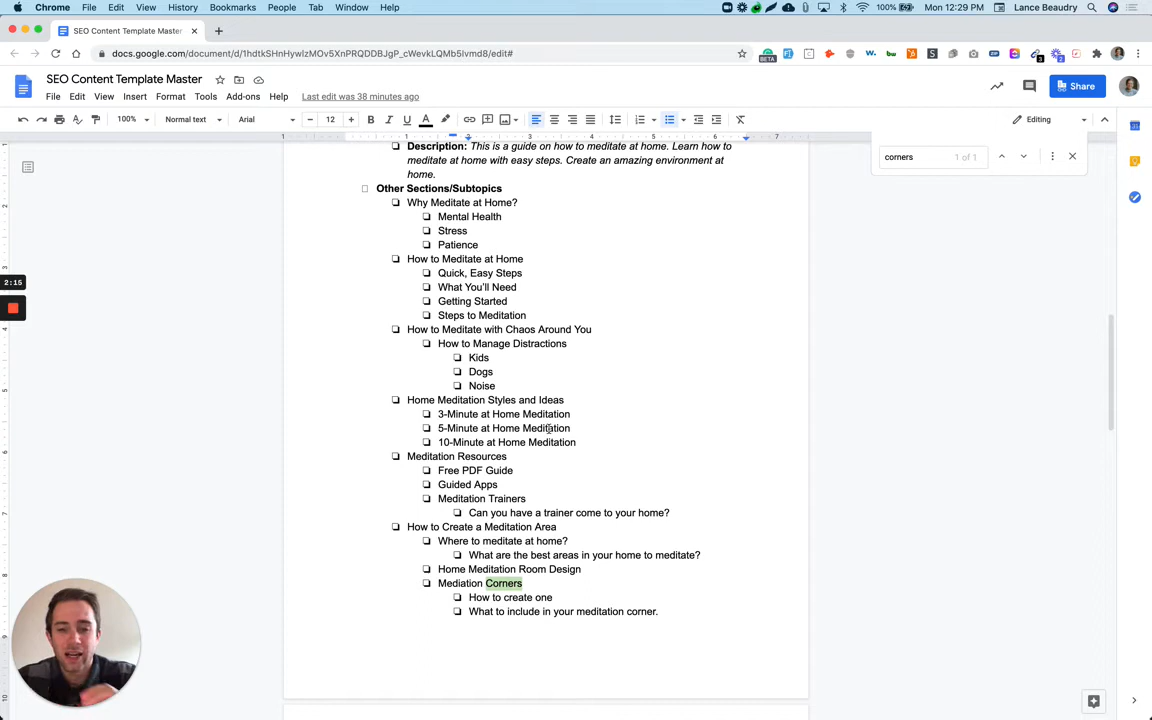 Chrome File Edit View History Bookmarks People Tab Window Help 100% Mon 12:29 PM Lance Beaudry
SEO Content Template Master
docs.google.com/document/d/1hdtkSHnHywIzMOv5XnPRQDDBJgP_cWevkLQMb5Ivmd8/edit#
BETA
SEO Content Template Master
File Edit View Insert Format Tools Add-ons Help Last edit was 38 minutes ago
Share
100% Normal text Arial 12 Editing
corners 1 of 1
Description: This is a guide on how to meditate at home. Learn how to
meditate at home with easy steps. Create an amazing environment at
home.
Other Sections/Subtopics
Why Meditate at Home?
Mental Health
Stress
Patience
How to Meditate at Home
Quick, Easy Steps
2:15
What You'll Need
Getting Started
Steps to Meditation
How to Meditate with Chaos Around You
How to Manage Distractions
Kids
Dogs
Noise
Home Meditation Styles and Ideas
3-Minute at Home Meditation
5-Minute at Home Meditation
10-Minute at Home Meditation
Meditation Resources
Free PDF Guide
Guided Apps
Meditation Trainers
Can you have a trainer come to your home?
How to Create a Meditation Area
Where to meditate at home?
What are the best areas in your home to meditate?
Home Meditation Room Design
Mediation Corners
How to create one
What to include in your meditation corner.